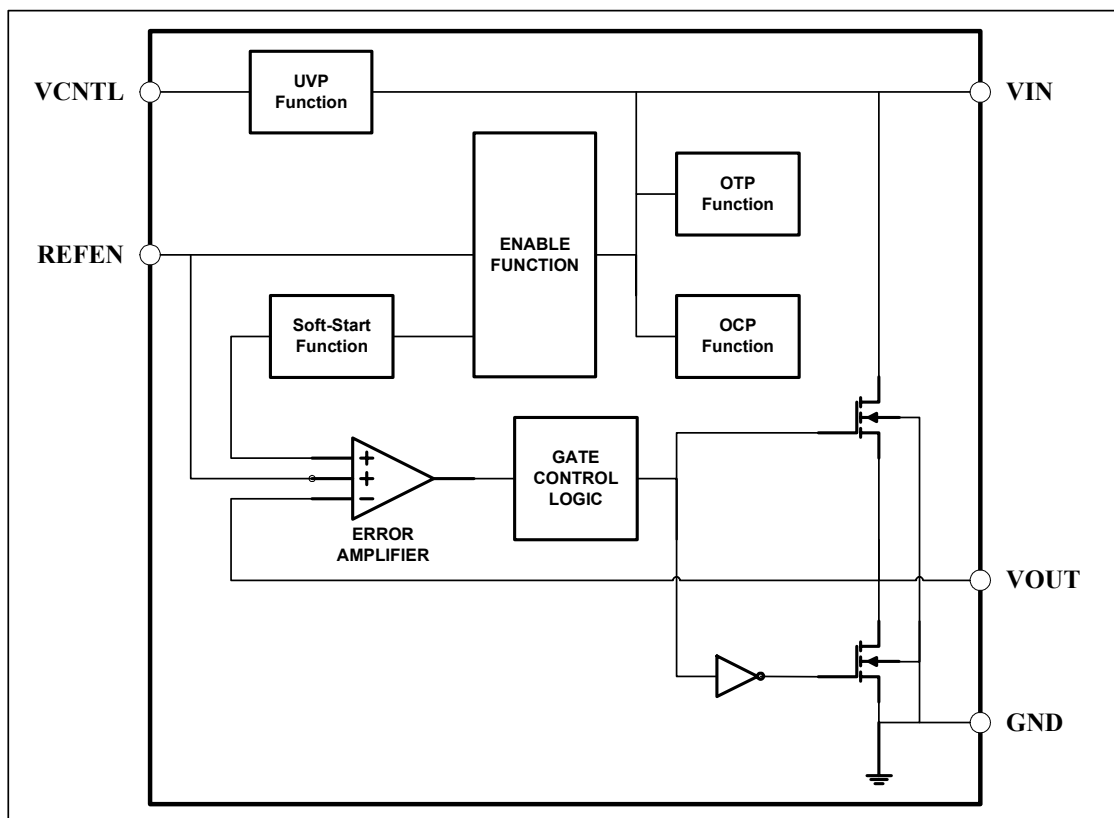 UVP
Function
VCNTL
VIN
OTP
Function
REFEN
ENABLE
FUNCTION
Soft-Start
Function
OCP
Function
+
+
−
GATE
CONTROL
LOGIC
ERROR
AMPLIFIER
VOUT
GND